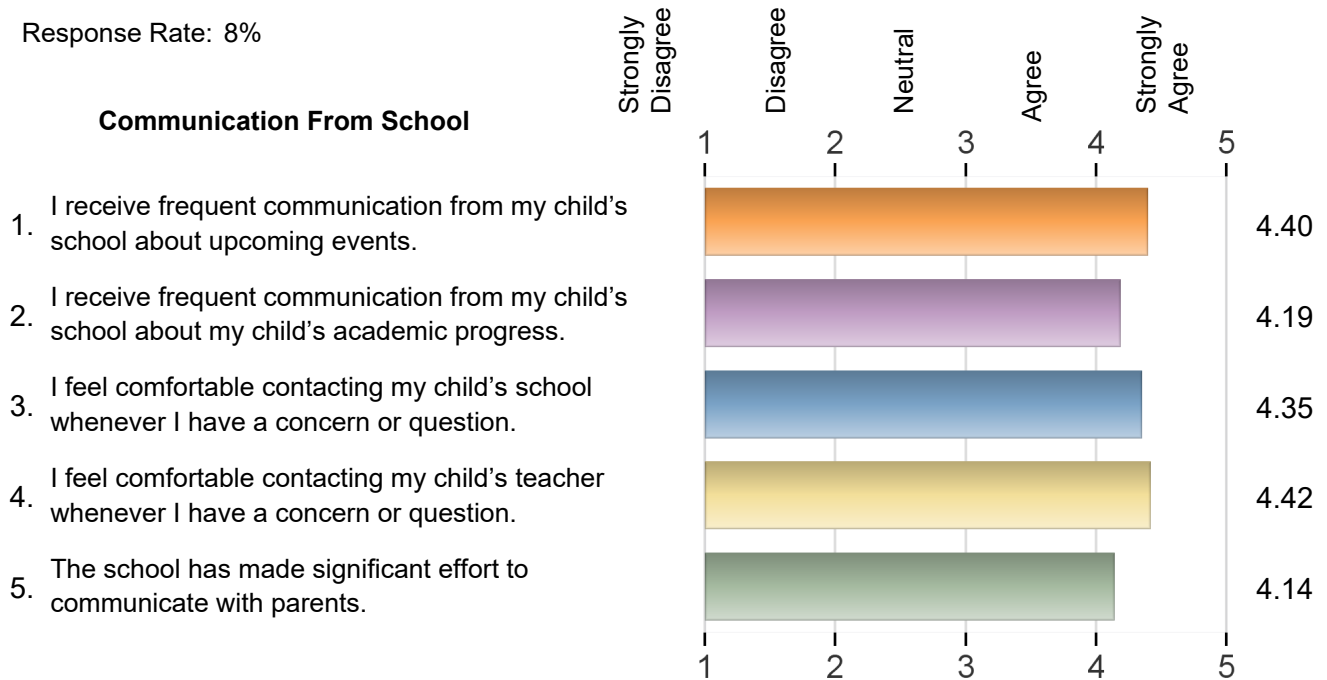 Response Rate: 8%
Strongly
Disagree
Disagree
Neutral
Agree
Strongly
Agree
Communication From School
1 2 3 4 5
1. I receive frequent communication from my child’s
school about upcoming events.
4.40
2. I receive frequent communication from my child’s
school about my child’s academic progress.
4.19
3. I feel comfortable contacting my child’s school
whenever I have a concern or question.
4.35
4. I feel comfortable contacting my child’s teacher
whenever I have a concern or question.
4.42
5. The school has made significant effort to
communicate with parents.
4.14
1 2 3 4 5